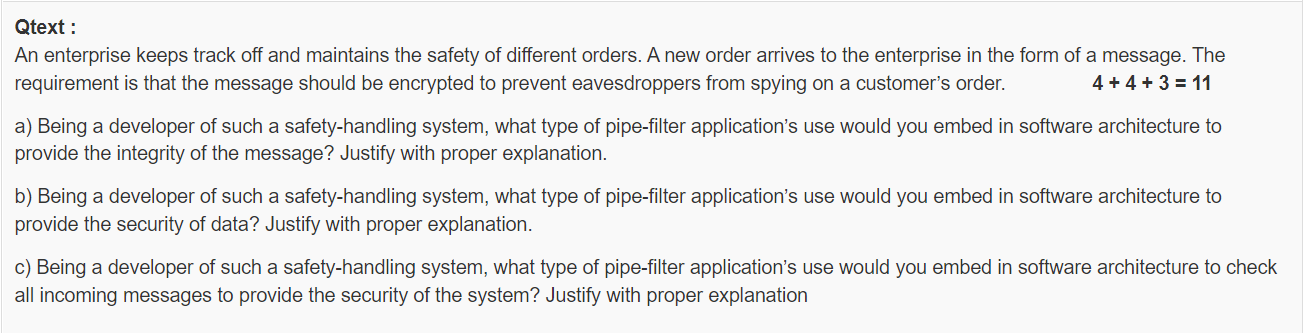 Qtext :
An enterprise keeps track off and maintains the safety of different orders. A new order arrives to the enterprise in the form of a message. The
requirement is that the message should be encrypted to prevent eavesdroppers from spying on a customer’s order. 4 + 4 + 3 = 11
a) Being a developer of such a safety-handling system, what type of pipe-filter application’s use would you embed in software architecture to
provide the integrity of the message? Justify with proper explanation.
b) Being a developer of such a safety-handling system, what type of pipe-filter application’s use would you embed in software architecture to
provide the security of data? Justify with proper explanation.
c) Being a developer of such a safety-handling system, what type of pipe-filter application’s use would you embed in software architecture to check
all incoming messages to provide the security of the system? Justify with proper explanation